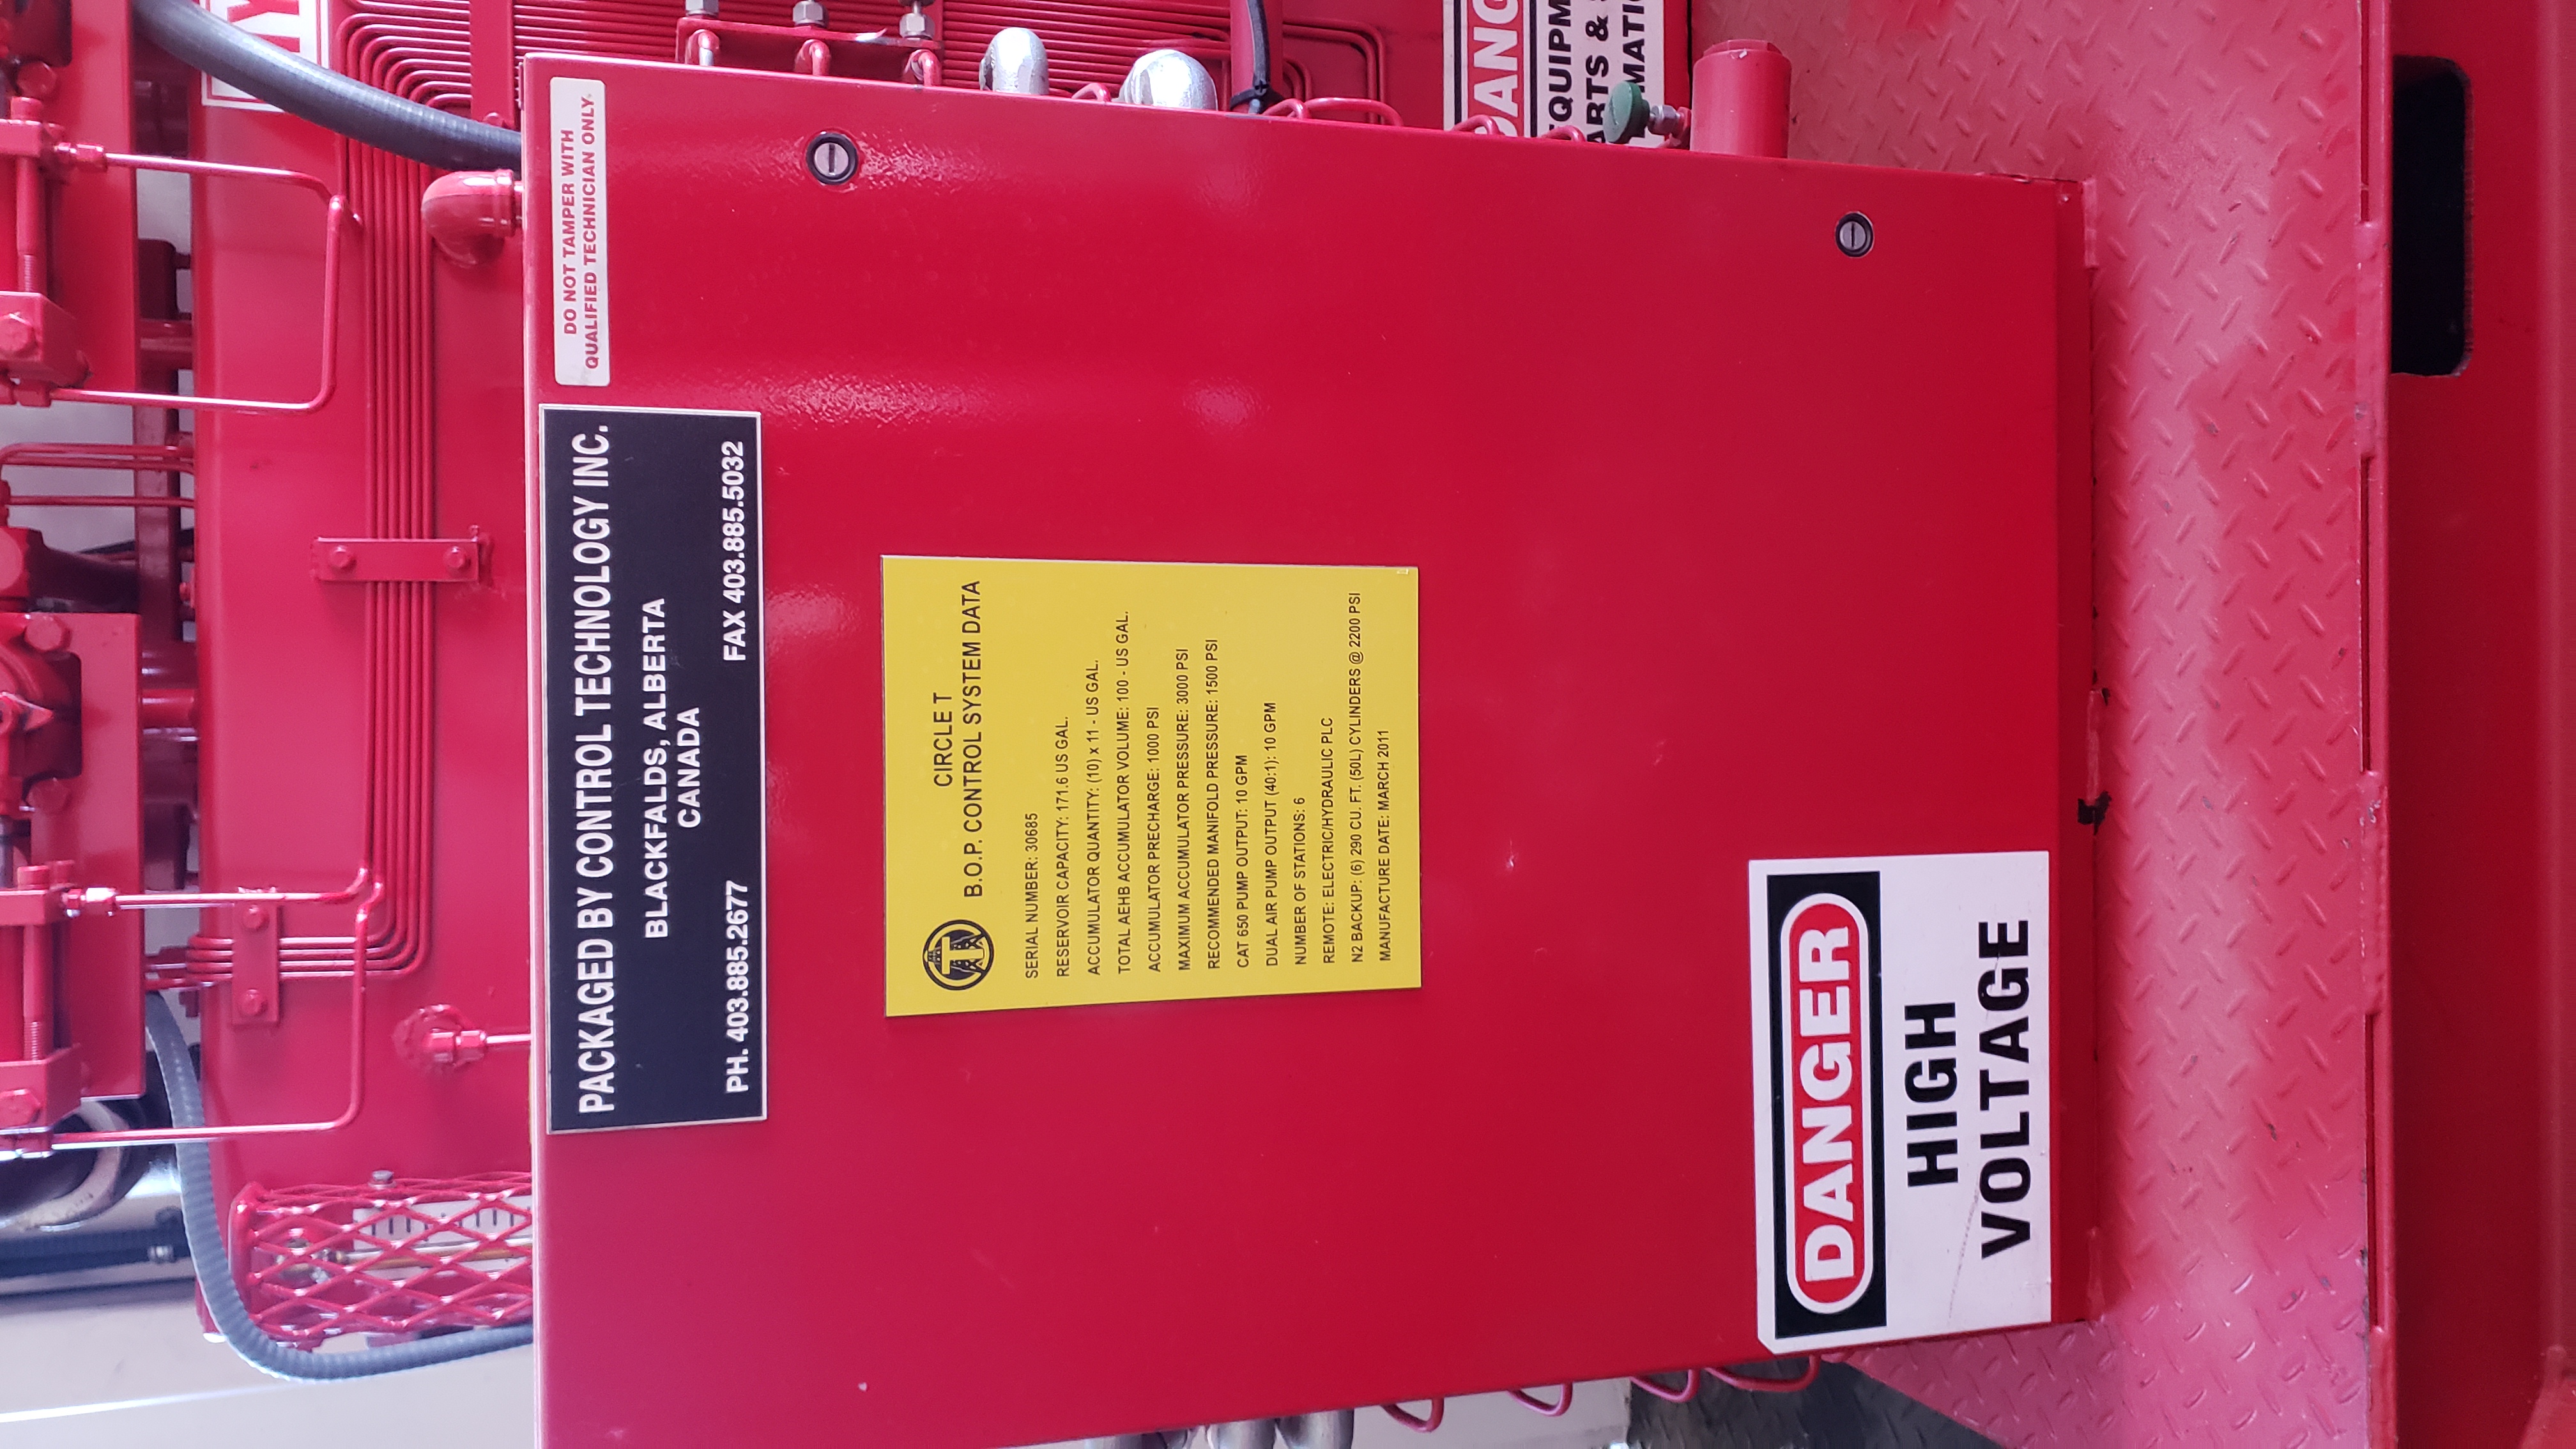 DO NOT TAMPER WITH
QUALIFIED TECHNICIAN ONLY.
PACKAGED BY CONTROL TECHNOLOGY INC.
BLACKFALDS, ALBERTA
CANADA
PH. 403.885.2677 FAX 403.885.5032
CIRCLE T
B.O.P. CONTROL SYSTEM DATA
SERIAL NUMBER: 30685
RESERVOIR CAPACITY: 171.6 US GAL.
ACCUMULATOR QUANTITY: (10) x 11 - US GAL.
TOTAL AEHB ACCUMULATOR VOLUME: 100 - US GAL.
ACCUMULATOR PRECHARGE: 1000 PSI
MAXIMUM ACCUMULATOR PRESSURE: 3000 PSI
RECOMMENDED MANIFOLD PRESSURE: 1500 PSI
CAT 650 PUMP OUTPUT: 10 GPM
DUAL AIR PUMP OUTPUT (40:1): 10 GPM
NUMBER OF STATIONS: 6
REMOTE: ELECTRIC/HYDRAULIC PLC
N2 BACKUP: (6) 290 CU. FT. (50L) CYLINDERS @ 2200 PSI
MANUFACTURE DATE: MARCH 2011
DANGER
HIGH
VOLTAGE